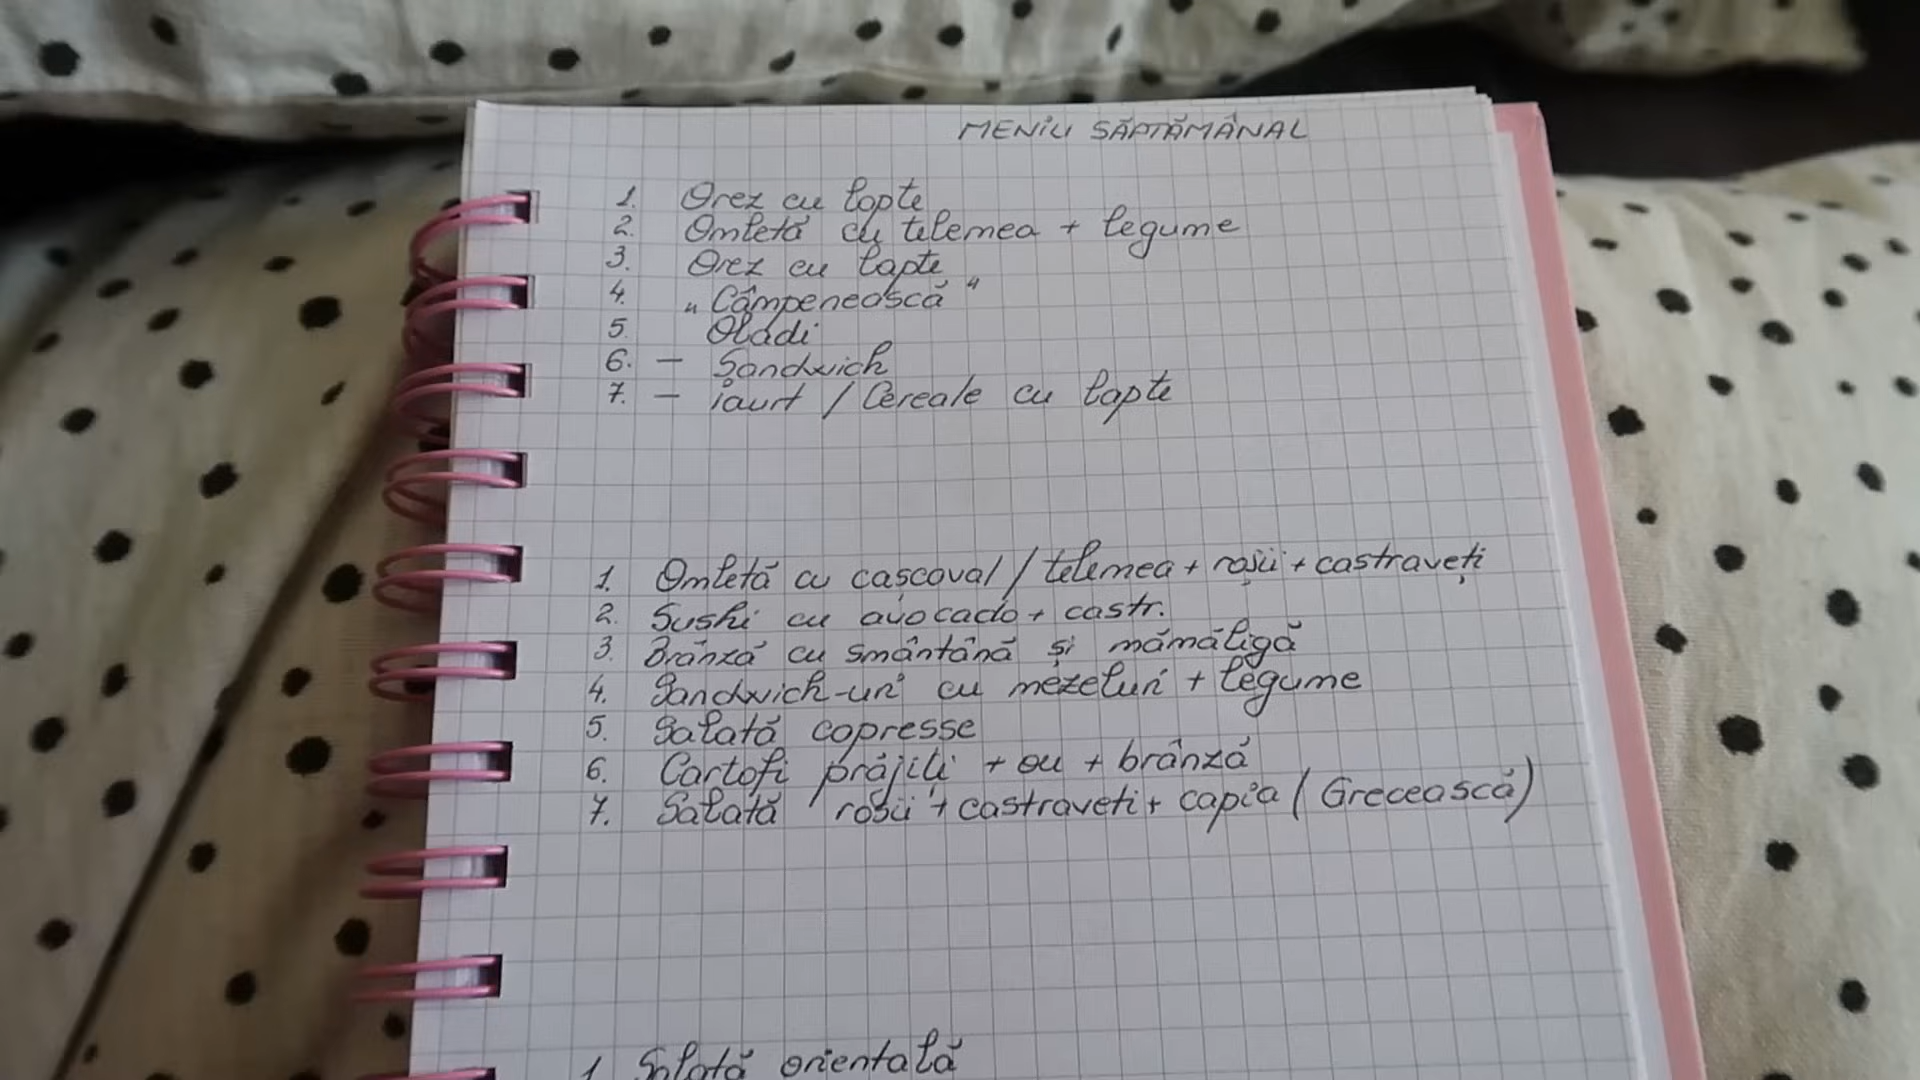 MENIU SĂPTĂMÂNAL
1. Orez cu lapte
2. Omletă cu telemea + legume
3. Orez cu lapte
4. „Câmpenească"
5. Oladi
6. – Sandwich
7. – iaurt / Cereale cu lapte
1. Omletă cu cașcaval / telemea + roșii + castraveți
2. Sushi cu avocado + castr.
3. Brânză cu smântână și mămăligă
4. Sandwich-uri cu mezeluri + legume
5. Salată copresse
6. Cartofi prăjiți + ou + brânză
7. Salată roșii + castraveti + capia (Grecească)
1. Salată orientală